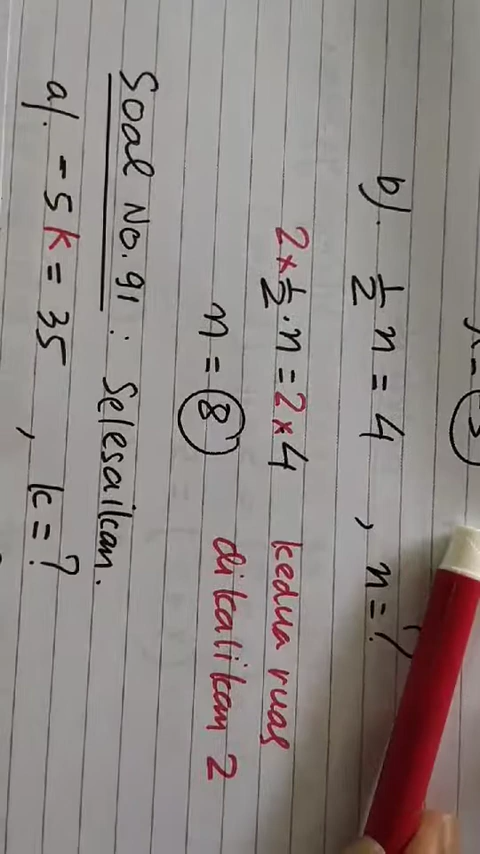 b). 1/2 n = 4 , n = ?
2 × 1/2 . n = 2 × 4 kedua ruas
n = 8 dikalikan 2
Soal No. 91 : Selesaikan.
a). -5k = 35 , k = ?